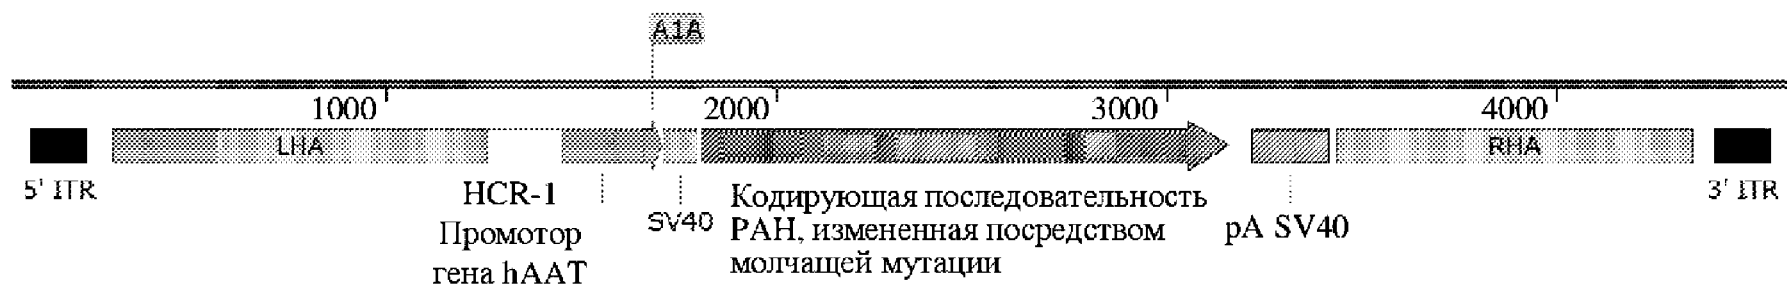 A1A
1000 2000 3000 4000
LHA RHA
5' ITR HCR-1 SV40 Кодирующая последовательность 3' ITR
Промотор РАН, измененная посредством pA SV40
гена hAAT молчащей мутации